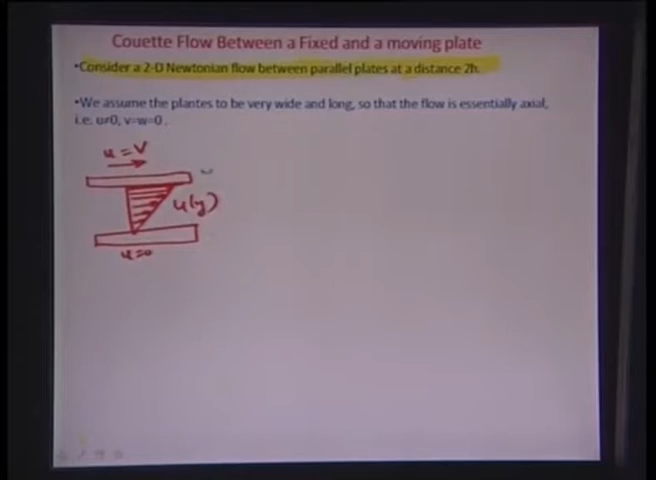 Couette Flow Between a Fixed and a moving plate
•Consider a 2-D Newtonian flow between parallel plates at a distance 2h.
•We assume the plantes to be very wide and long, so that the flow is essentially axial,
i.e. u≠0, v=w=0 .
u = V
u(y)
u=0